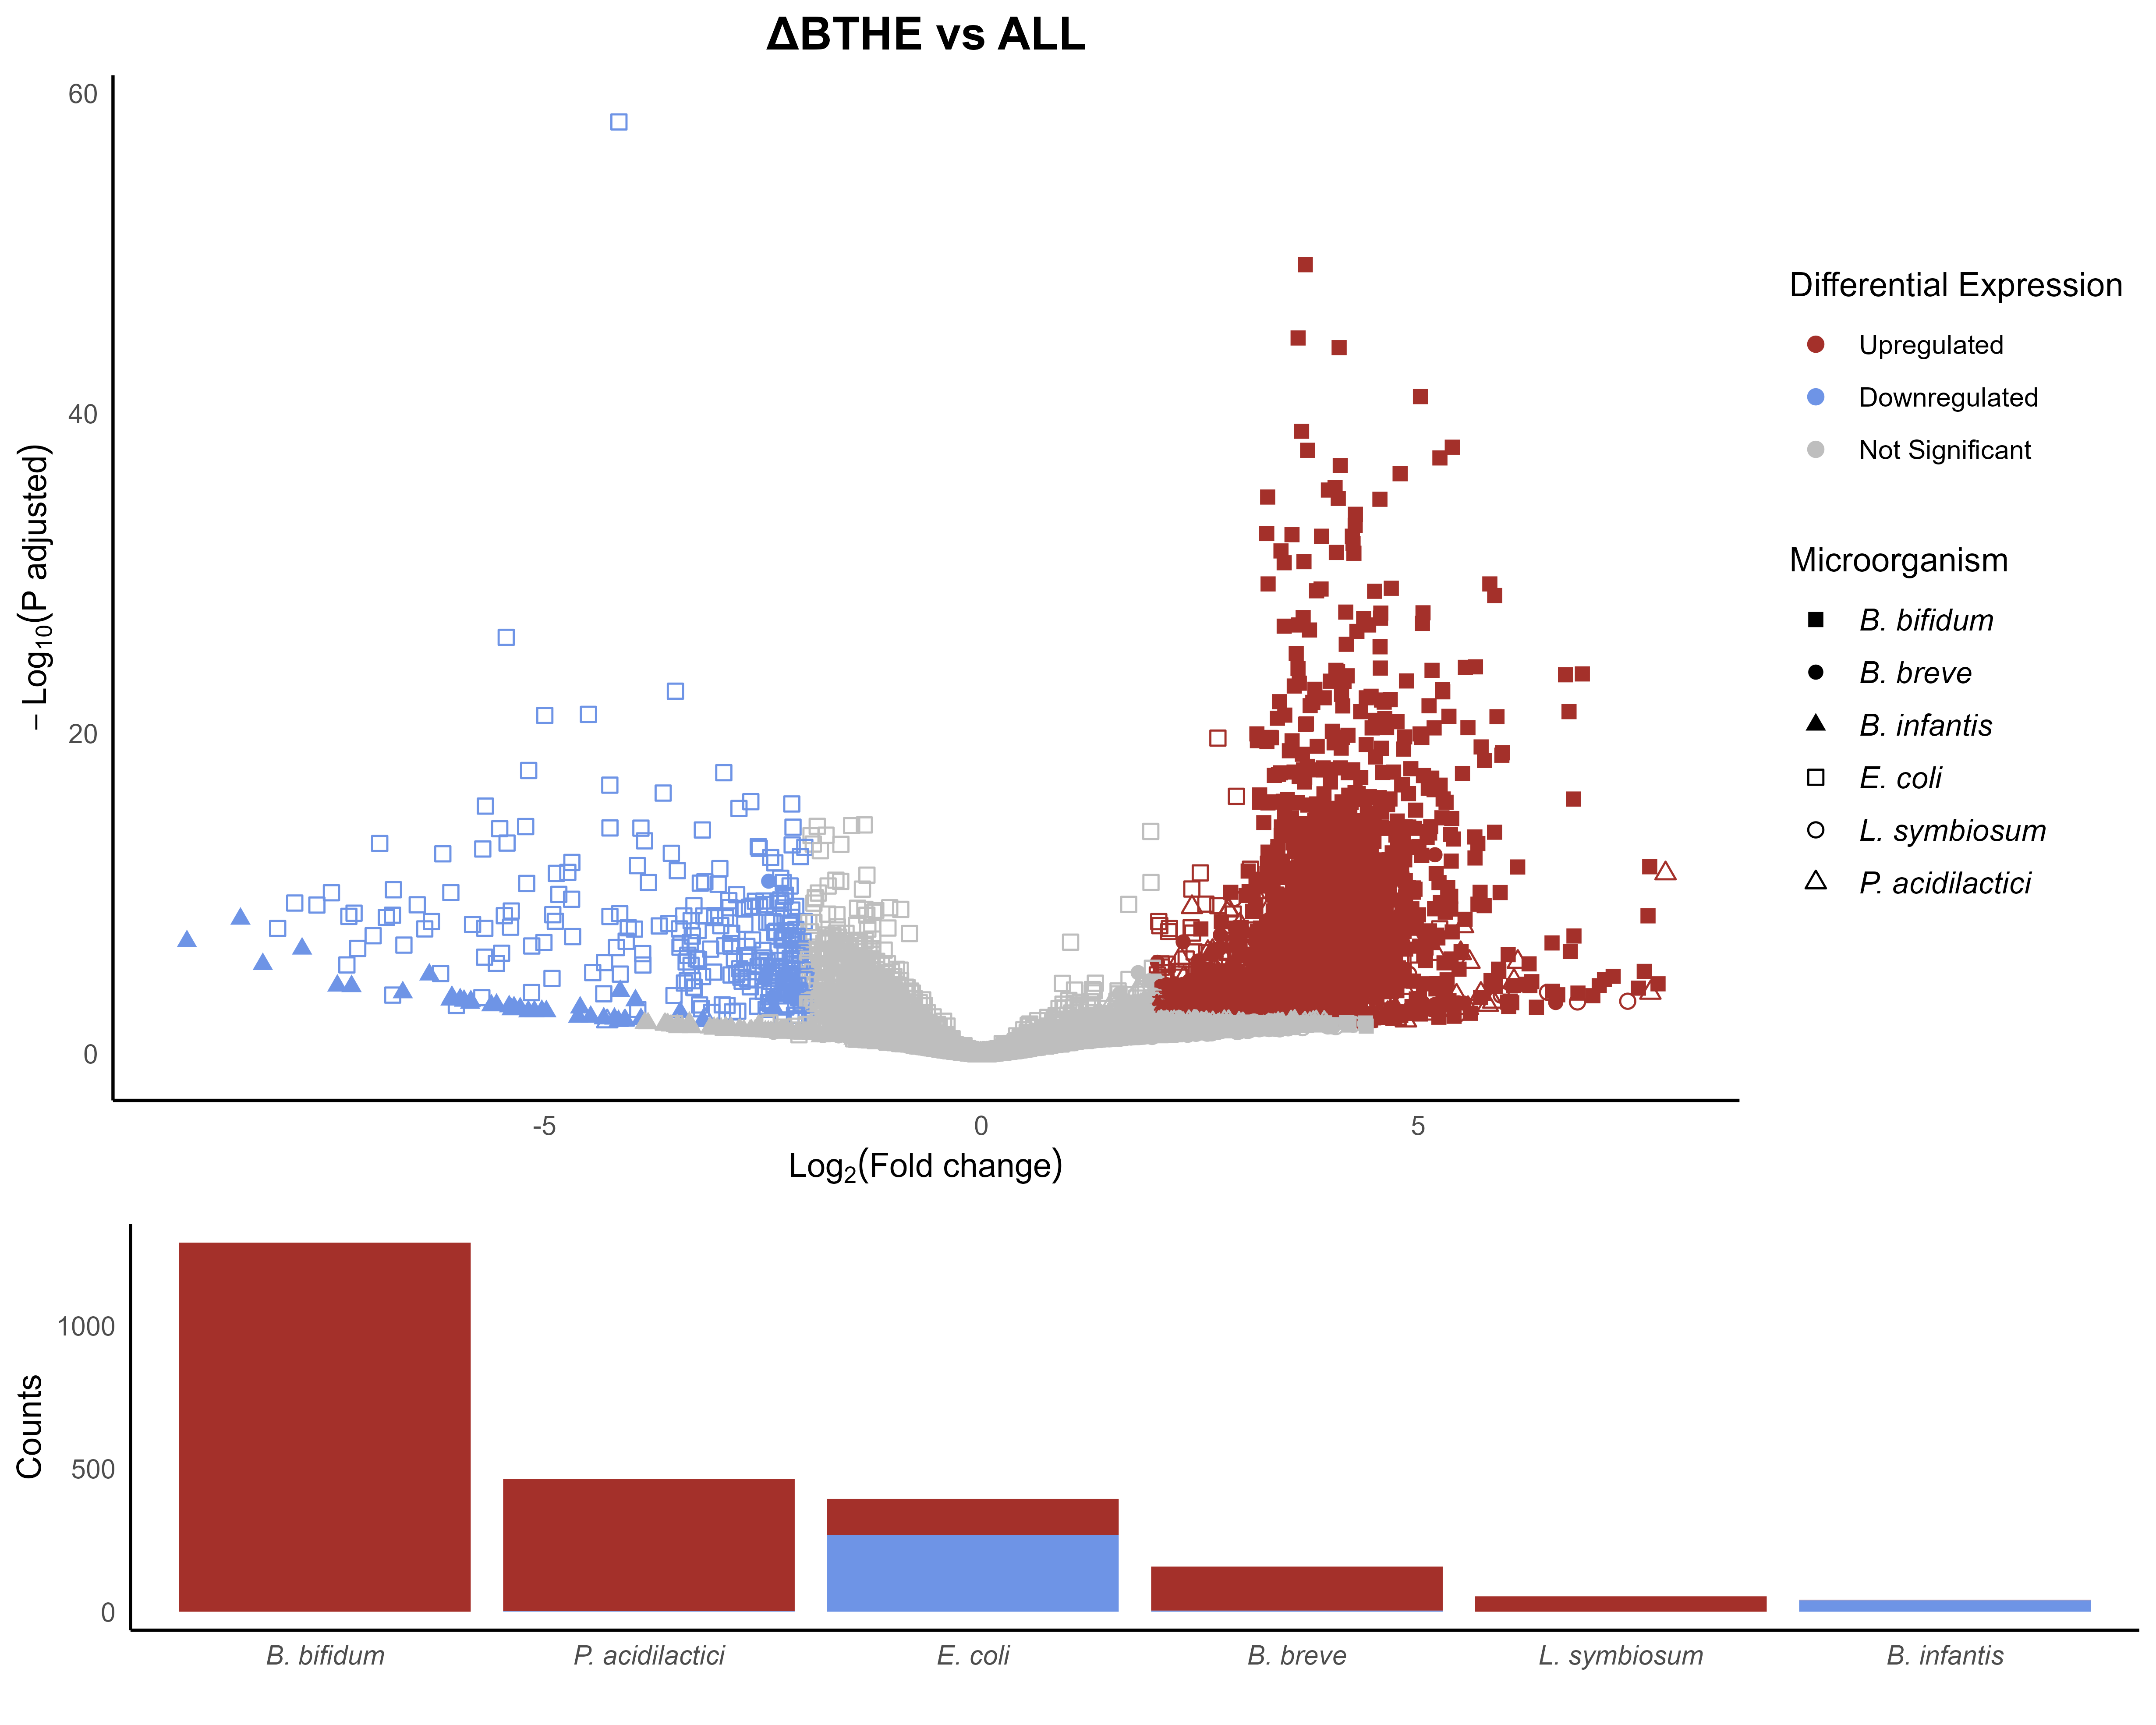 ΔBTHE vs ALL
60
40
20
0
− Log₁₀(P adjusted)
-5
0
5
Log₂(Fold change)
Differential Expression
Upregulated
Downregulated
Not Significant
Microorganism
B. bifidum
B. breve
B. infantis
E. coli
L. symbiosum
P. acidilactici
1000
500
0
Counts
B. bifidum
P. acidilactici
E. coli
B. breve
L. symbiosum
B. infantis